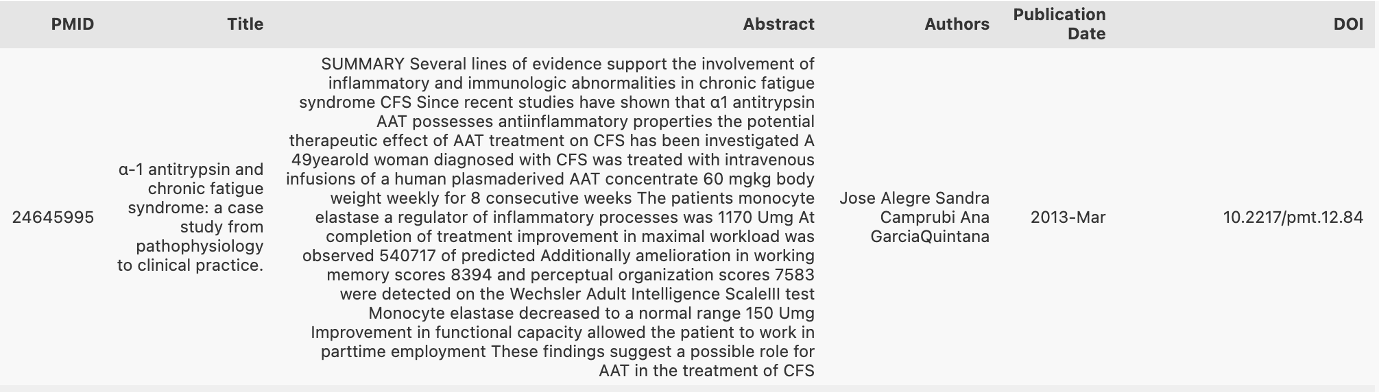 PMID
Title
Abstract
Authors
Publication
Date
DOI
24645995
α-1 antitrypsin and
chronic fatigue
syndrome: a case
study from
pathophysiology
to clinical practice.
SUMMARY Several lines of evidence support the involvement of
inflammatory and immunologic abnormalities in chronic fatigue
syndrome CFS Since recent studies have shown that α1 antitrypsin
AAT possesses antiinflammatory properties the potential
therapeutic effect of AAT treatment on CFS has been investigated A
49yearold woman diagnosed with CFS was treated with intravenous
infusions of a human plasmaderived AAT concentrate 60 mgkg body
weight weekly for 8 consecutive weeks The patients monocyte
elastase a regulator of inflammatory processes was 1170 Umg At
completion of treatment improvement in maximal workload was
observed 540717 of predicted Additionally amelioration in working
memory scores 8394 and perceptual organization scores 7583
were detected on the Wechsler Adult Intelligence ScaleIII test
Monocyte elastase decreased to a normal range 150 Umg
Improvement in functional capacity allowed the patient to work in
parttime employment These findings suggest a possible role for
AAT in the treatment of CFS
Jose Alegre Sandra
Camprubi Ana
GarciaQuintana
2013-Mar
10.2217/pmt.12.84